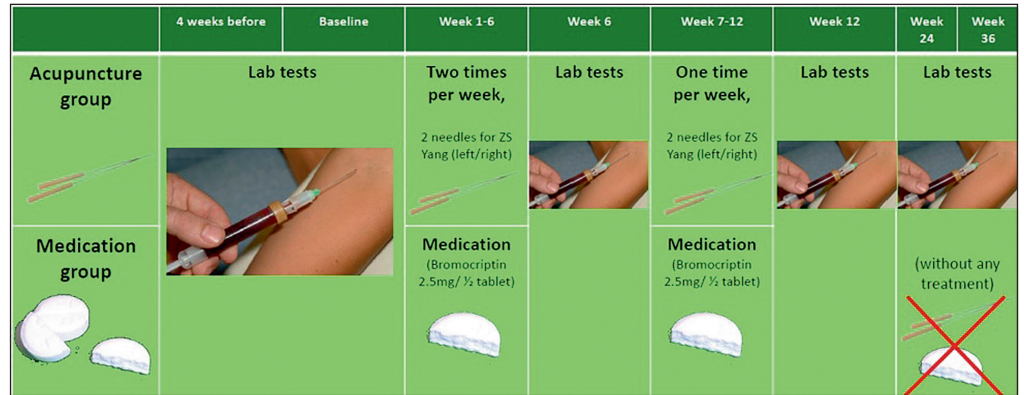 4 weeks before
Baseline
Week 1-6
Week 6
Week 7-12
Week 12
Week
24
Week
36
Acupuncture
group
Lab tests
Two times
per week,
2 needles for ZS
Yang (left/right)
Lab tests
One time
per week,
2 needles for ZS
Yang (left/right)
Lab tests
Lab tests
Medication
group
Medication
(Bromocriptin
2.5mg/ ½ tablet)
Medication
(Bromocriptin
2.5mg/ ½ tablet)
(without any
treatment)